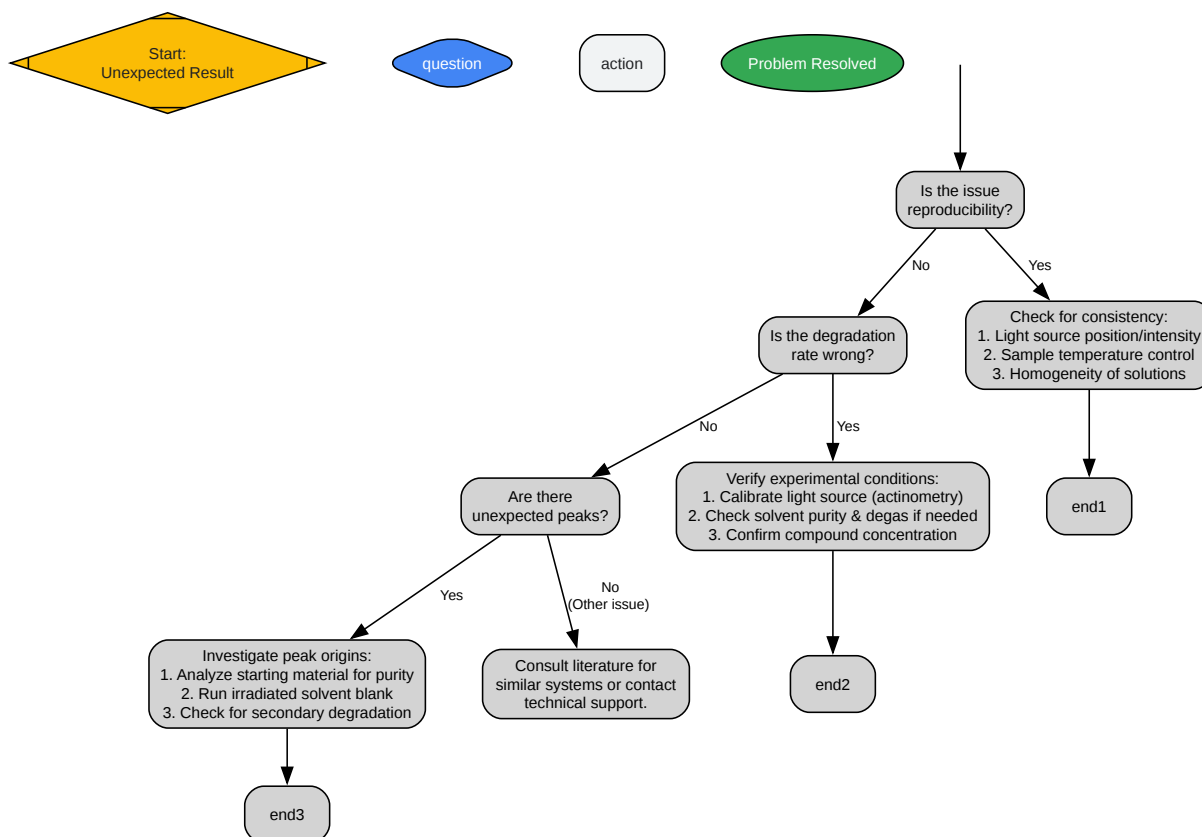 Start:
Unexpected Result
question
action
Problem Resolved
Is the issue
reproducibility?
No
Yes
Is the degradation
rate wrong?
Check for consistency:
1. Light source position/intensity
2. Sample temperature control
3. Homogeneity of solutions
No
Yes
Are there
unexpected peaks?
Verify experimental conditions:
1. Calibrate light source (actinometry)
2. Check solvent purity & degas if needed
3. Confirm compound concentration
end1
Yes
No
(Other issue)
Investigate peak origins:
1. Analyze starting material for purity
2. Run irradiated solvent blank
3. Check for secondary degradation
Consult literature for
similar systems or contact
technical support.
end2
end3